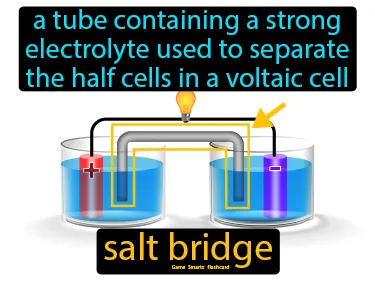 a tube containing a strong
electrolyte used to separate
the half cells in a voltaic cell
+
-
salt bridge
Game Smartz flashcard